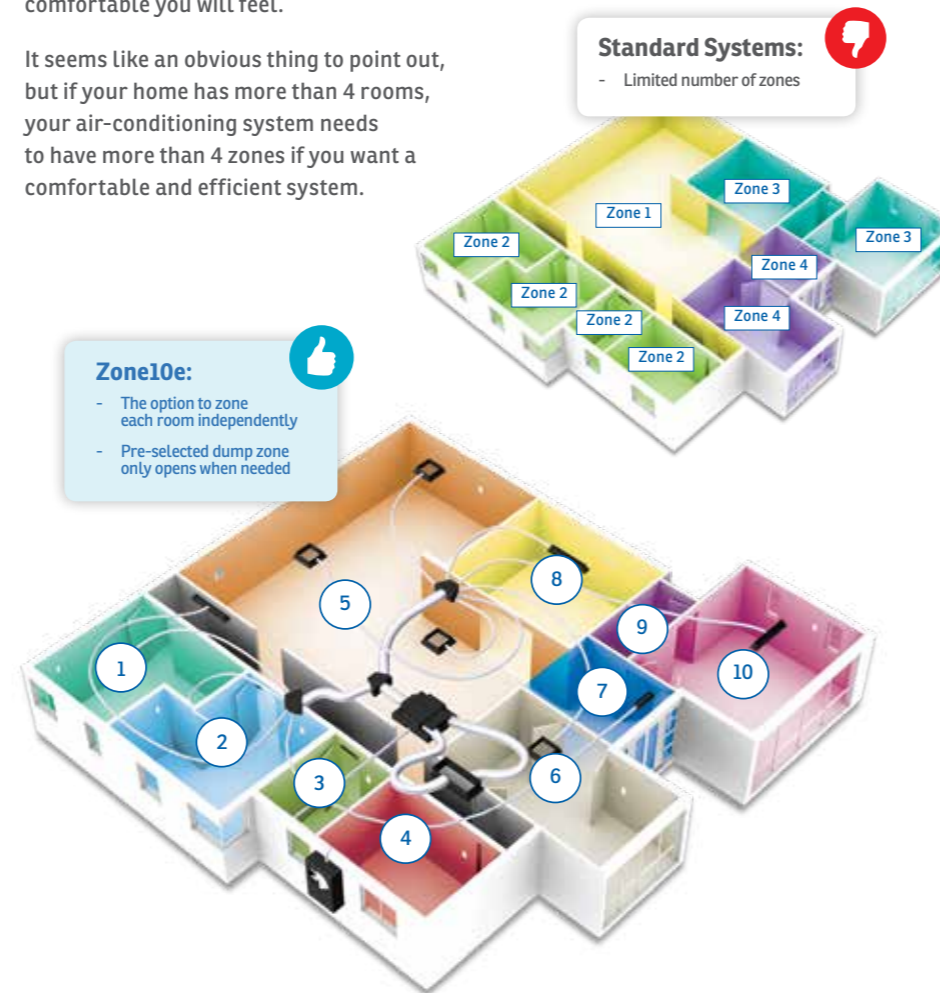 comfortable you will feel.
It seems like an obvious thing to point out,
but if your home has more than 4 rooms,
your air-conditioning system needs
to have more than 4 zones if you want a
comfortable and efficient system.
Standard Systems:
- Limited number of zones
Zone 3
Zone 1
Zone 3
Zone 2
Zone 4
Zone 2
Zone 4
Zone 2
Zone 2
Zone10e:
- The option to zone
each room independently
- Pre-selected dump zone
only opens when needed
8
5
9
1
10
7
2
6
3
4